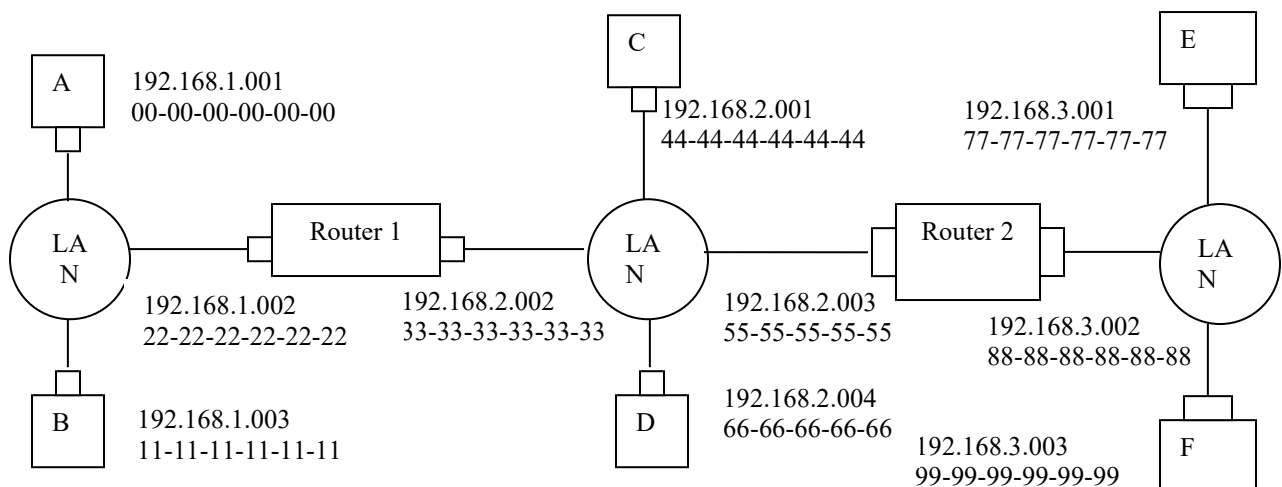 A
192.168.1.001
00-00-00-00-00-00
C
192.168.2.001
44-44-44-44-44-44
E
192.168.3.001
77-77-77-77-77-77
LA
N
Router 1
LA
N
Router 2
LA
N
192.168.1.002
22-22-22-22-22-22
192.168.2.002
33-33-33-33-33-33
192.168.2.003
55-55-55-55-55
192.168.3.002
88-88-88-88-88-88
B
192.168.1.003
11-11-11-11-11-11
D
192.168.2.004
66-66-66-66-66
192.168.3.003
99-99-99-99-99-99
F